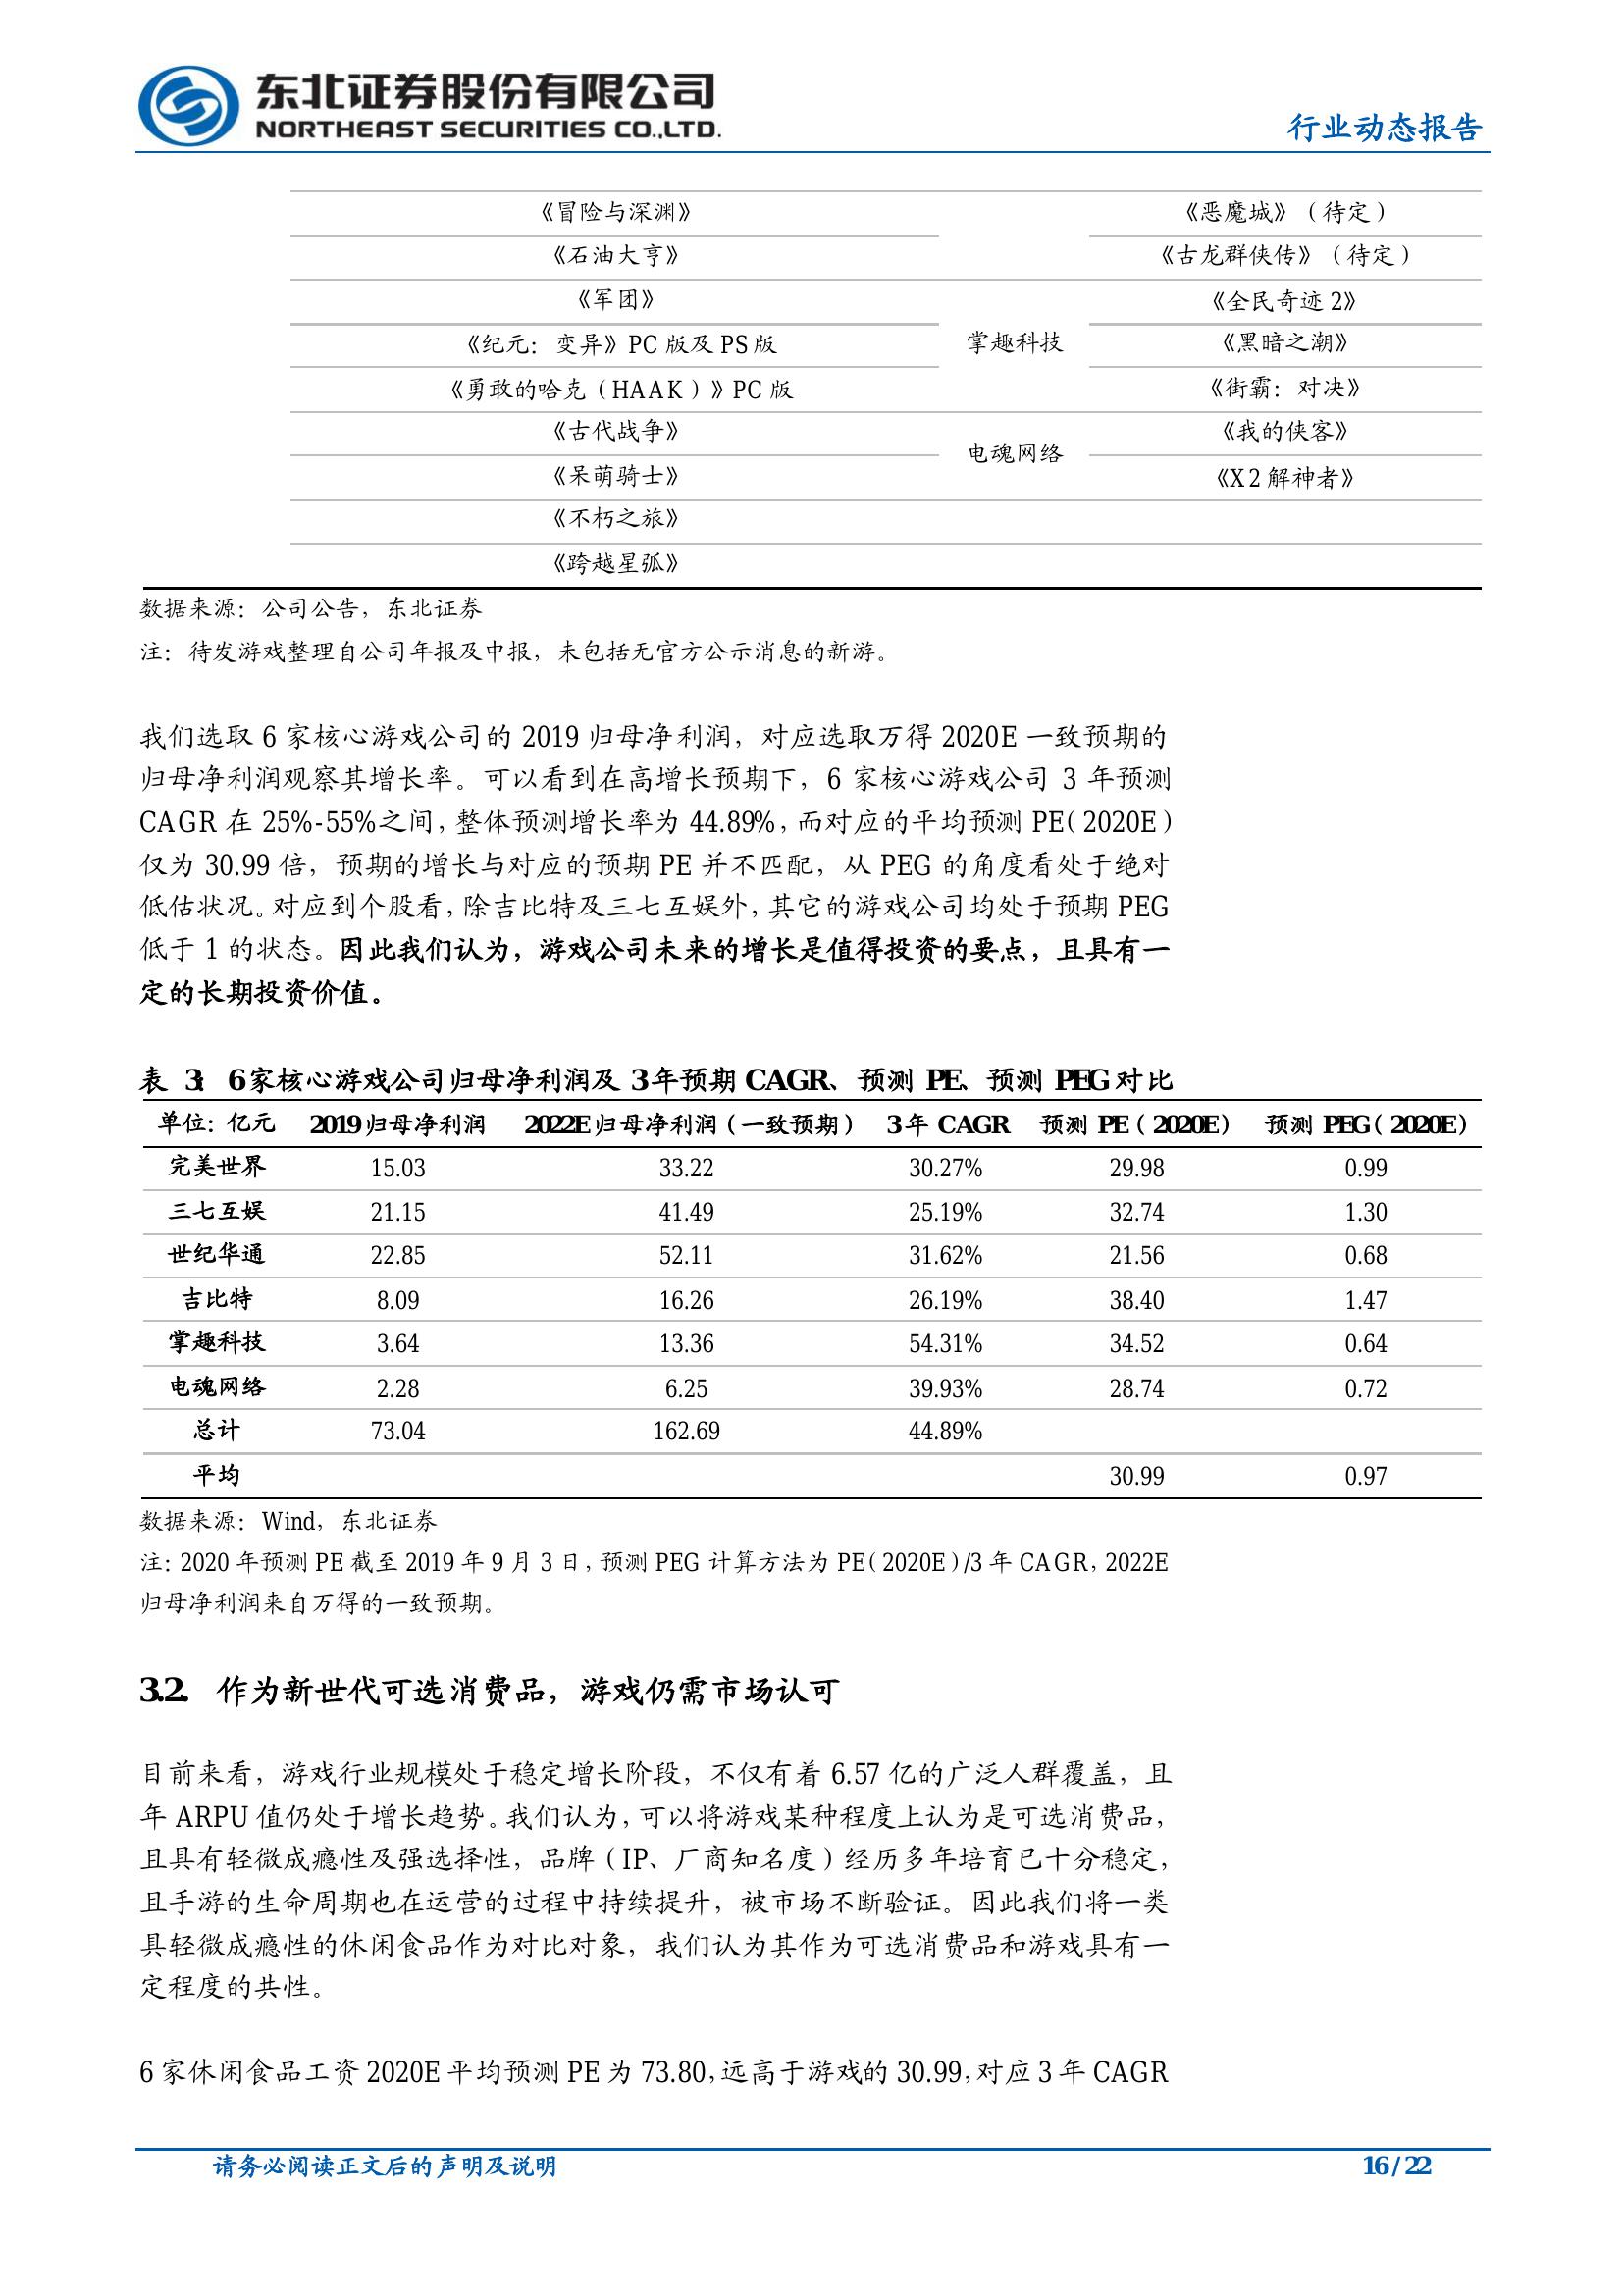 东北证券股份有限公司
NORTHEAST SECURITIES CO.,LTD.
行业动态报告
《冒险与深渊》 《恶魔城》（待定）
《石油大亨》 《古龙群侠传》（待定）
《军团》 《全民奇迹 2》
《纪元：变异》PC 版及 PS 版 掌趣科技 《黑暗之潮》
《勇敢的哈克（HAAK）》PC 版 《街霸：对决》
《古代战争》 《我的侠客》
电魂网络
《呆萌骑士》 《X2 解神者》
《不朽之旅》
《跨越星弧》
数据来源：公司公告，东北证券
注：待发游戏整理自公司年报及中报，未包括无官方公示消息的新游。
我们选取 6 家核心游戏公司的 2019 归母净利润，对应选取万得 2020E 一致预期的
归母净利润观察其增长率。可以看到在高增长预期下，6 家核心游戏公司 3 年预测
CAGR 在 25%-55%之间，整体预测增长率为 44.89%，而对应的平均预测 PE（2020E）
仅为 30.99 倍，预期的增长与对应的预期 PE 并不匹配，从 PEG 的角度看处于绝对
低估状况。对应到个股看，除吉比特及三七互娱外，其它的游戏公司均处于预期 PEG
低于 1 的状态。因此我们认为，游戏公司未来的增长是值得投资的要点，且具有一
定的长期投资价值。
表 3：6 家核心游戏公司归母净利润及 3 年预期 CAGR、预测 PE、预测 PEG 对比
单位：亿元 2019 归母净利润 2022E 归母净利润（一致预期） 3 年 CAGR 预测 PE（2020E） 预测 PEG（2020E）
完美世界 15.03 33.22 30.27% 29.98 0.99
三七互娱 21.15 41.49 25.19% 32.74 1.30
世纪华通 22.85 52.11 31.62% 21.56 0.68
吉比特 8.09 16.26 26.19% 38.40 1.47
掌趣科技 3.64 13.36 54.31% 34.52 0.64
电魂网络 2.28 6.25 39.93% 28.74 0.72
总计 73.04 162.69 44.89%
平均 30.99 0.97
数据来源：Wind，东北证券
注：2020 年预测 PE 截至 2019 年 9 月 3 日，预测 PEG 计算方法为 PE（2020E）/3 年 CAGR，2022E
归母净利润来自万得的一致预期。
3.2. 作为新世代可选消费品，游戏仍需市场认可
目前来看，游戏行业规模处于稳定增长阶段，不仅有着 6.57 亿的广泛人群覆盖，且
年 ARPU 值仍处于增长趋势。我们认为，可以将游戏某种程度上认为是可选消费品，
且具有轻微成瘾性及强选择性，品牌（IP、厂商知名度）经历多年培育已十分稳定，
且手游的生命周期也在运营的过程中持续提升，被市场不断验证。因此我们将一类
具轻微成瘾性的休闲食品作为对比对象，我们认为其作为可选消费品和游戏具有一
定程度的共性。
6 家休闲食品工资 2020E 平均预测 PE 为 73.80，远高于游戏的 30.99，对应 3 年 CAGR
请务必阅读正文后的声明及说明 16 / 22